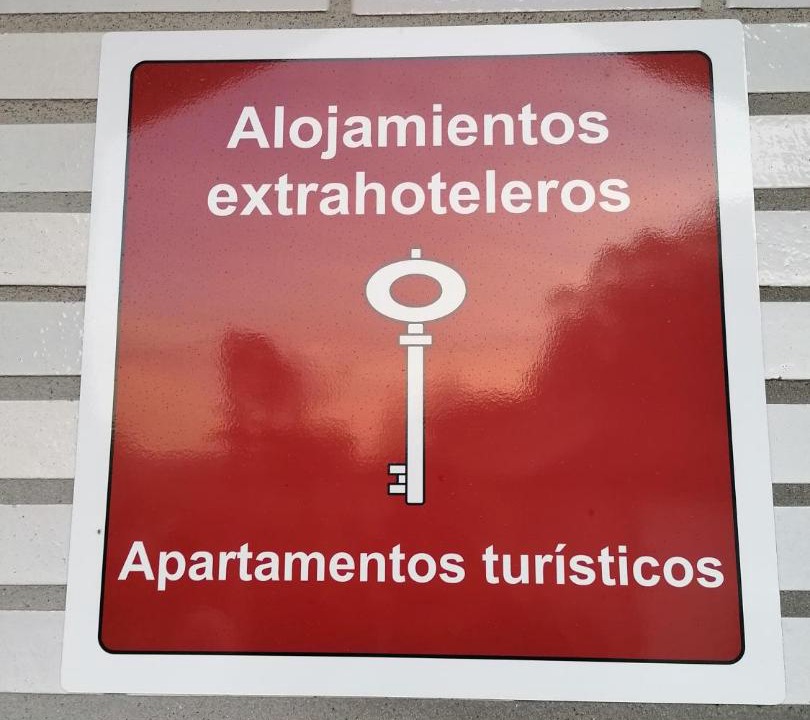 Alojamientos
extrahoteleros
Apartamentos turísticos